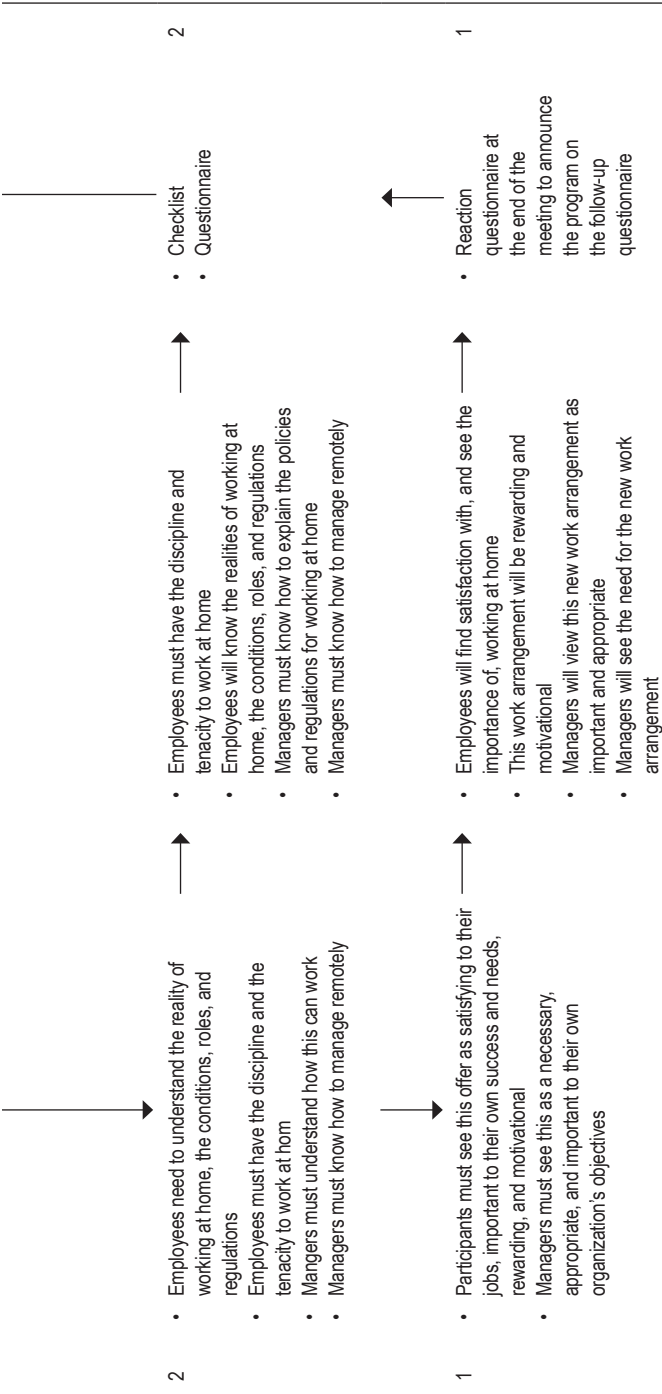 2
• Employees need to understand the reality of
working at home, the conditions, roles, and
regulations
• Employees must have the discipline and the
tenacity to work at hom
• Mangers must understand how this can work
• Managers must know how to manage remotely
• Employees must have the discipline and
tenacity to work at home
• Employees will know the realities of working at
home, the conditions, roles, and regulations
• Managers must know how to explain the policies
and regulations for working at home
• Managers must know how to manage remotely
• Checklist
• Questionnaire
2
1
• Participants must see this offer as satisfying to their
jobs, important to their own success and needs,
rewarding, and motivational
• Managers must see this as a necessary,
appropriate, and important to their own
organization’s objectives
• Employees will find satisfaction with, and see the
importance of, working at home
• This work arrangement will be rewarding and
motivational
• Managers will view this new work arrangement as
important and appropriate
• Managers will see the need for the new work
arrangement
• Reaction
questionnaire at
the end of the
meeting to announce
the program on
the follow-up
questionnaire
1